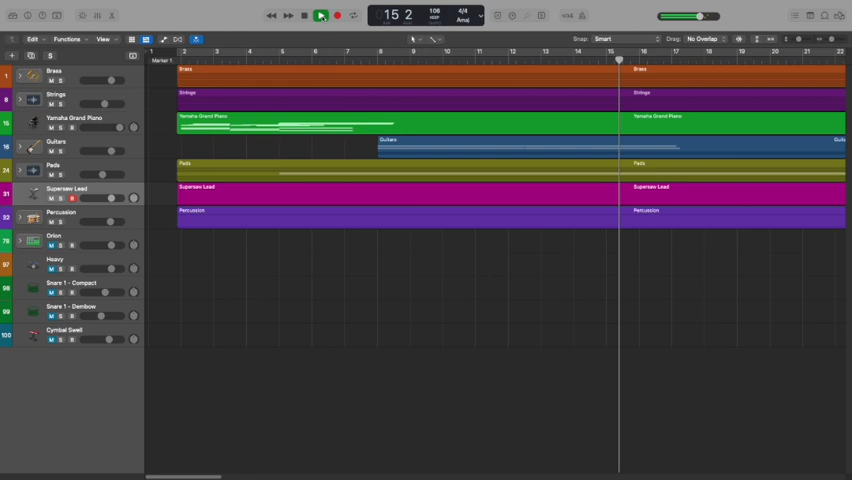 15 2
106
KEEP
4/4
Amaj
Edit Functions View
Snap: Smart
Drag: No Overlap
1 2 3 4 5 6 7 8 9 10 11 12 13 14 15 16 17 18 19 20 21 22
Marker 1
S
1 Brass M S
Brass Brass
8 Strings M S
Strings Strings
15 Yamaha Grand Piano M S R
Yamaha Grand Piano Yamaha Grand Piano
16 Guitars M S
Guitars
24 Pads M S
Pads Pads
31 Supersaw Lead M S R
Supersaw Lead Supersaw Lead
Percussion M S
Percussion Percussion
Orion M S R
97 Heavy M S R
98 Snare 1 - Compact M S R
99 Snare 1 - Dembow M S R
100 Cymbal Swell M S R